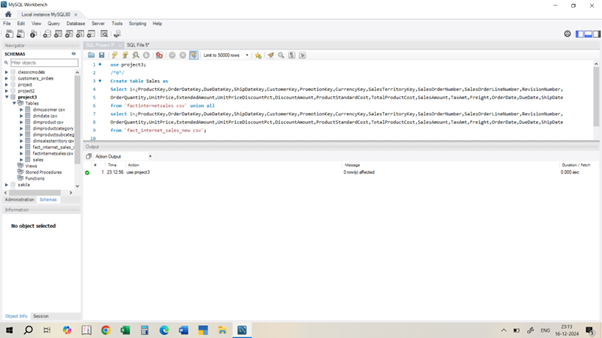 MySQL Workbench
Local instance MySQL80
File Edit View Query Database Server Tools Scripting Help
Navigator
SCHEMAS
Filter objects
SQL File 5*
Limit to 50000 rows
classicmodels
customers_orders
project
project2
project3
Tables
dimcustomer csv
dimdate csv
dimproduct csv
dimproductcategory
dimproductsubcatego
dimsalesterritory csv
fact_internet_sales_
factinternetsales csv
sales
Views
Stored Procedures
Functions
sakila
Administration Schemas
Information
No object selected
Object Info Session
1 use project3;
2 /*0*/
3 Create table Sales as
4 Select ProductKey,OrderDateKey,DueDateKey,ShipDateKey,CustomerKey,PromotionKey,CurrencyKey,SalesTerritoryKey,SalesOrderNumber,SalesOrderLineNumber,RevisionNumber,
5 OrderQuantity,UnitPrice,ExtendedAmount,UnitPriceDiscountPct,DiscountAmount,ProductStandardCost,TotalProductCost,SalesAmount,TaxAmt,Freight,OrderDate,DueDate,ShipDate
6 from `factinternetsales csv` union all
7 select ProductKey,OrderDateKey,DueDateKey,ShipDateKey,CustomerKey,PromotionKey,CurrencyKey,SalesTerritoryKey,SalesOrderNumber,SalesOrderLineNumber,RevisionNumber,
8 OrderQuantity,UnitPrice,ExtendedAmount,UnitPriceDiscountPct,DiscountAmount,ProductStandardCost,TotalProductCost,SalesAmount,TaxAmt,Freight,OrderDate,DueDate,ShipDate
9 from `fact_internet_sales_new csv`;
10
Output
Action Output
# Time Action Message Duration / Fetch
1 23:12:56 use project3 0 row(s) affected 0.000 sec
ENG
23:13
16-12-2024